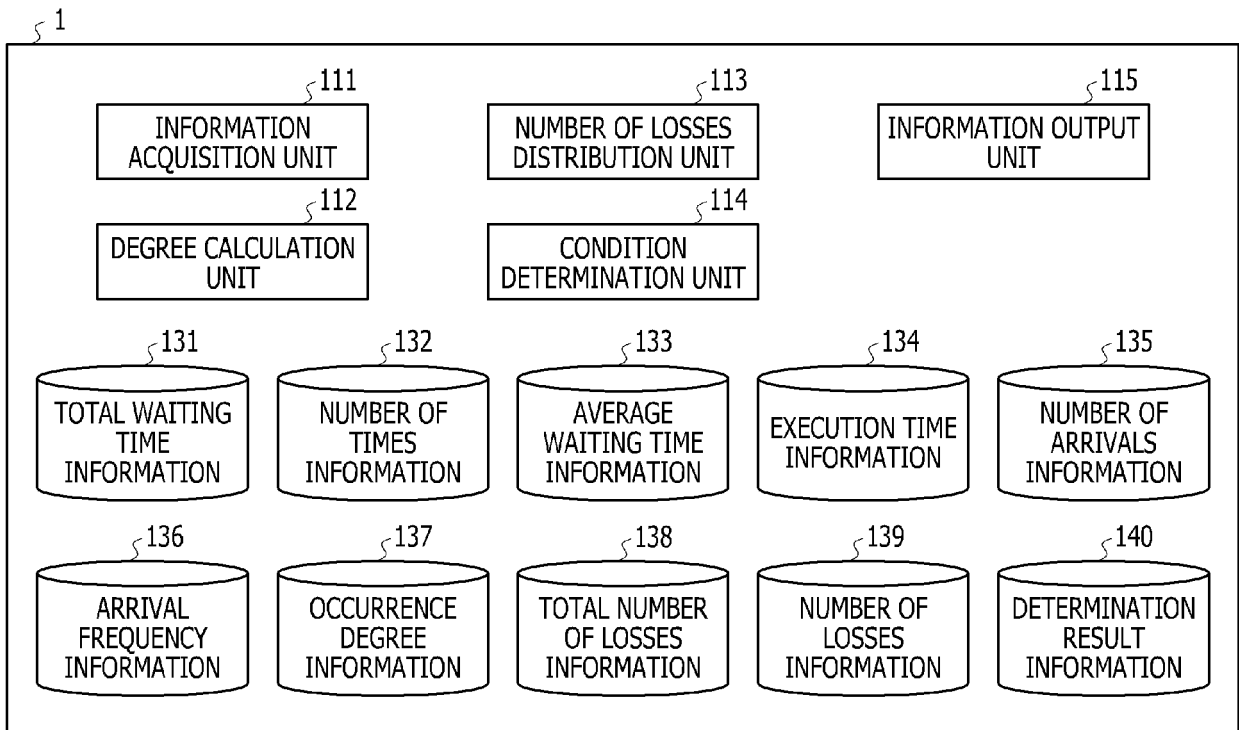 1
111
INFORMATION
ACQUISITION UNIT
113
NUMBER OF LOSSES
DISTRIBUTION UNIT
115
INFORMATION OUTPUT
UNIT
112
DEGREE CALCULATION
UNIT
114
CONDITION
DETERMINATION UNIT
131
TOTAL WAITING
TIME
INFORMATION
132
NUMBER OF
TIMES
INFORMATION
133
AVERAGE
WAITING TIME
INFORMATION
134
EXECUTION TIME
INFORMATION
135
NUMBER OF
ARRIVALS
INFORMATION
136
ARRIVAL
FREQUENCY
INFORMATION
137
OCCURRENCE
DEGREE
INFORMATION
138
TOTAL NUMBER
OF LOSSES
INFORMATION
139
NUMBER OF
LOSSES
INFORMATION
140
DETERMINATION
RESULT
INFORMATION